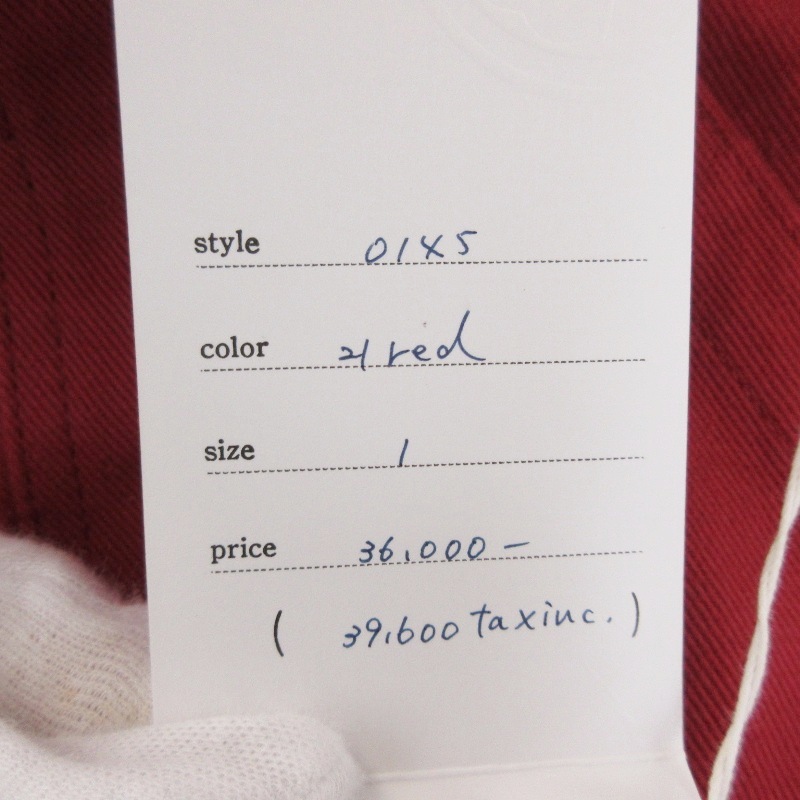 style 01X5
color 21 red
size 1
price 36,000 –
( 39,600 tax inc. )